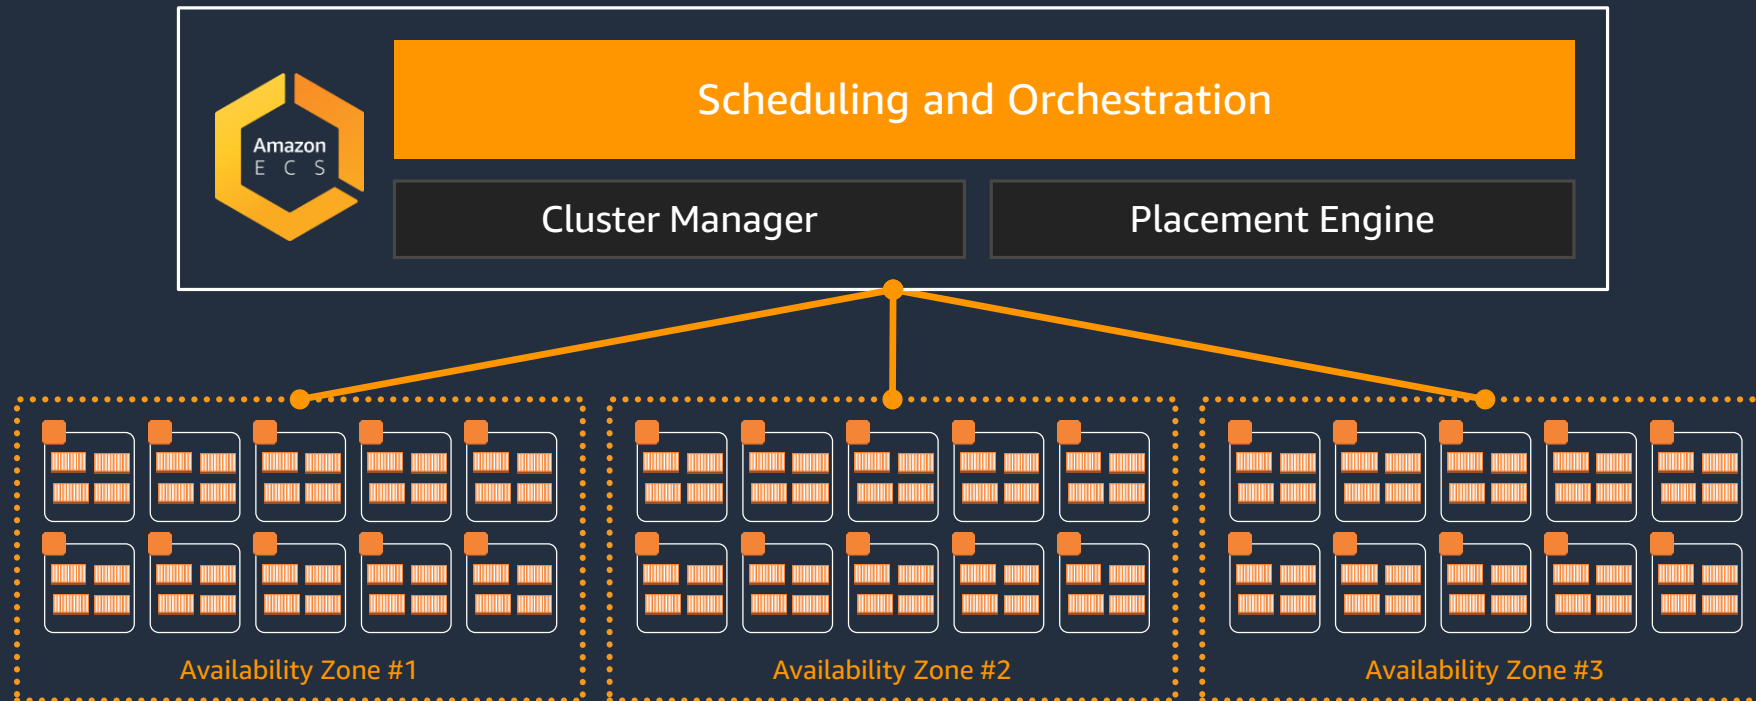 Scheduling and Orchestration
Amazon
E C S
Cluster Manager
Placement Engine
Availability Zone #1
Availability Zone #2
Availability Zone #3